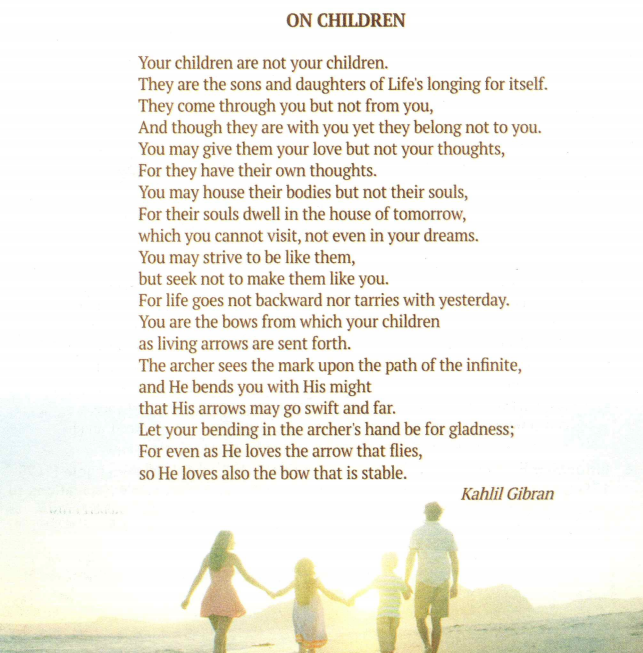 ON CHILDREN
Your children are not your children.
They are the sons and daughters of Life's longing for itself.
They come through you but not from you,
And though they are with you yet they belong not to you.
You may give them your love but not your thoughts,
For they have their own thoughts.
You may house their bodies but not their souls,
For their souls dwell in the house of tomorrow,
which you cannot visit, not even in your dreams.
You may strive to be like them,
but seek not to make them like you.
For life goes not backward nor tarries with yesterday.
You are the bows from which your children
as living arrows are sent forth.
The archer sees the mark upon the path of the infinite,
and He bends you with His might
that His arrows may go swift and far.
Let your bending in the archer's hand be for gladness;
For even as He loves the arrow that flies,
so He loves also the bow that is stable.
Kahlil Gibran